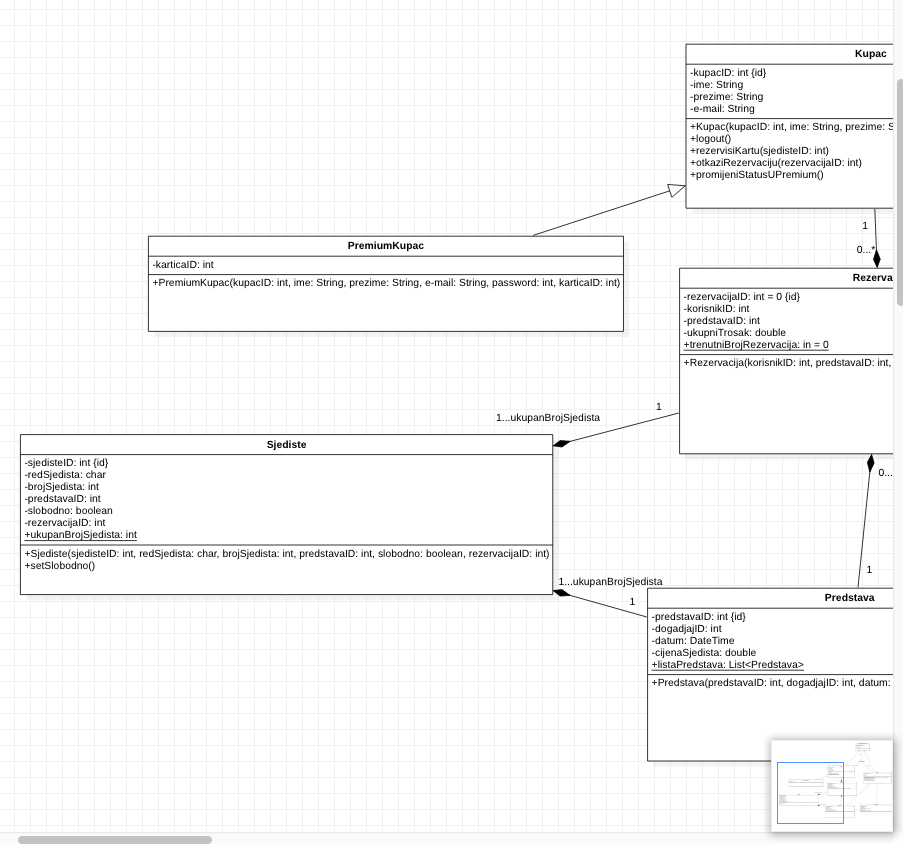 Kupac
-kupacID: int {id}
-ime: String
-prezime: String
-e-mail: String
+Kupac(kupacID: int, ime: String, prezime: S
+logout()
+rezervisiKartu(sjedisteID: int)
+otkaziRezervaciju(rezervacijaID: int)
+promijeniStatusUPremium()
1
0...*
PremiumKupac
-karticaID: int
+PremiumKupac(kupacID: int, ime: String, prezime: String, e-mail: String, password: int, karticaID: int)
Rezerva
-rezervacijaID: int = 0 {id}
-korisnikID: int
-predstavaID: int
-ukupniTrosak: double
+trenutniBrojRezervacija: in = 0
+Rezervacija(korisnikID: int, predstavaID: int,
1
1...ukupanBrojSjedista
Sjediste
-sjedisteID: int {id}
-redSjedista: char
-brojSjedista: int
-predstavaID: int
-slobodno: boolean
-rezervacijaID: int
+ukupanBrojSjedista: int
+Sjediste(sjedisteID: int, redSjedista: char, brojSjedista: int, predstavaID: int, slobodno: boolean, rezervacijaID: int)
+setSlobodno()
0...
1
1...ukupanBrojSjedista
1
Predstava
-predstavaID: int {id}
-dogadjajID: int
-datum: DateTime
-cijenaSjedista: double
+listaPredstava: List<Predstava>
+Predstava(predstavaID: int, dogadjajID: int, datum: